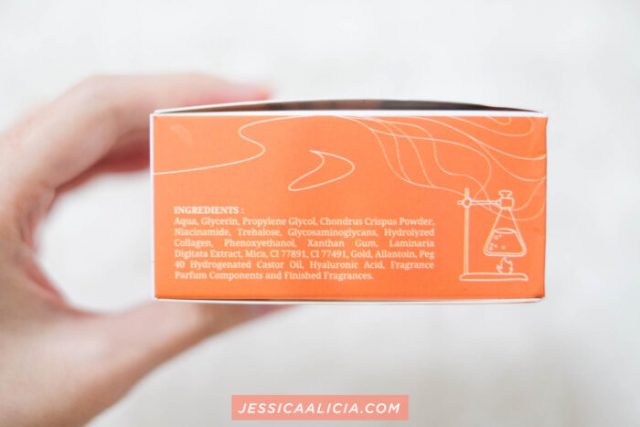 INGREDIENTS :
Aqua, Glycerin, Propylene Glycol, Chondrus Crispus Powder,
Niacinamide, Trehalose, Glycosaminoglycans, Hydrolyzed
Collagen, Phenoxyethanol, Xanthan Gum, Laminaria
Digitata Extract, Mica, CI 77891, CI 77491, Gold, Allantoin, Peg
40 Hydrogenated Castor Oil, Hyaluronic Acid, Fragrance
Parfum Components and Finished Fragrances.
JESSICAALICIA.COM